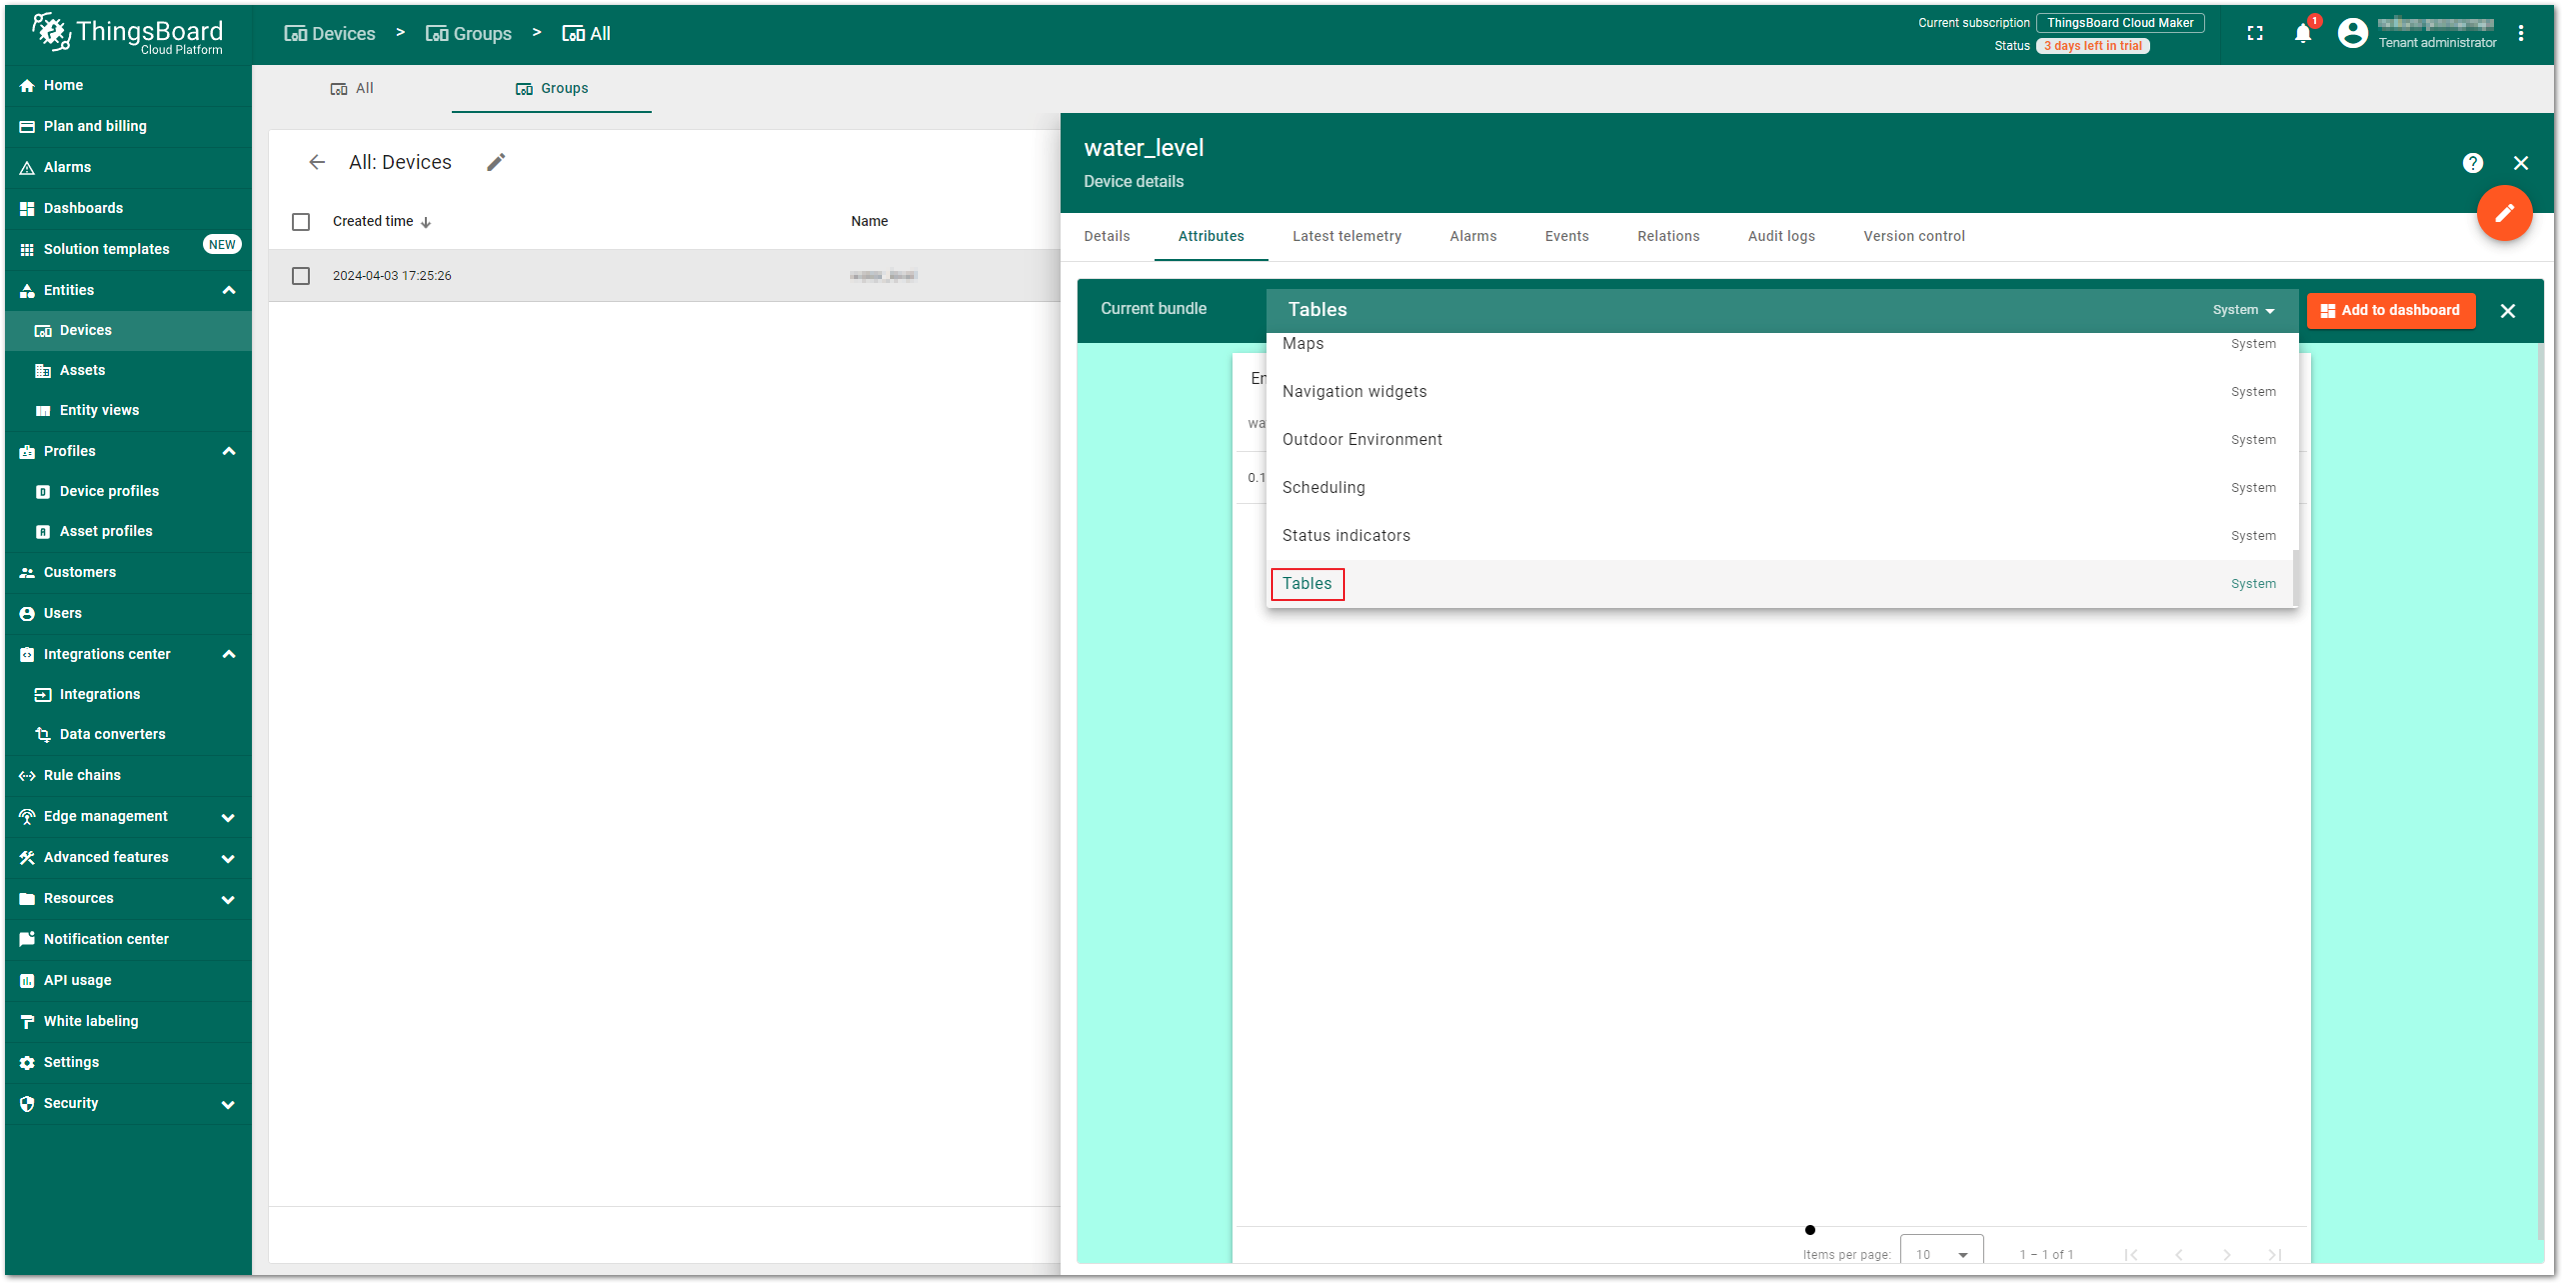 ThingsBoard
Cloud Platform
Devices > Groups > All
Current subscription ThingsBoard Cloud Maker
Status 3 days left in trial
1
Tenant administrator
Home
Plan and billing
Alarms
Dashboards
Solution templates NEW
Entities
Devices
Assets
Entity views
Profiles
Device profiles
Asset profiles
Customers
Users
Integrations center
Integrations
Data converters
Rule chains
Edge management
Advanced features
Resources
Notification center
API usage
White labeling
Settings
Security
All Groups
All: Devices
Created time Name
2024-04-03 17:25:26
water_level
Device details
Details Attributes Latest telemetry Alarms Events Relations Audit logs Version control
Current bundle Tables System Add to dashboard
Maps System
En
Navigation widgets System
wa
Outdoor Environment System
0.1
Scheduling System
Status indicators System
Tables System
Items per page: 10 1 – 1 of 1